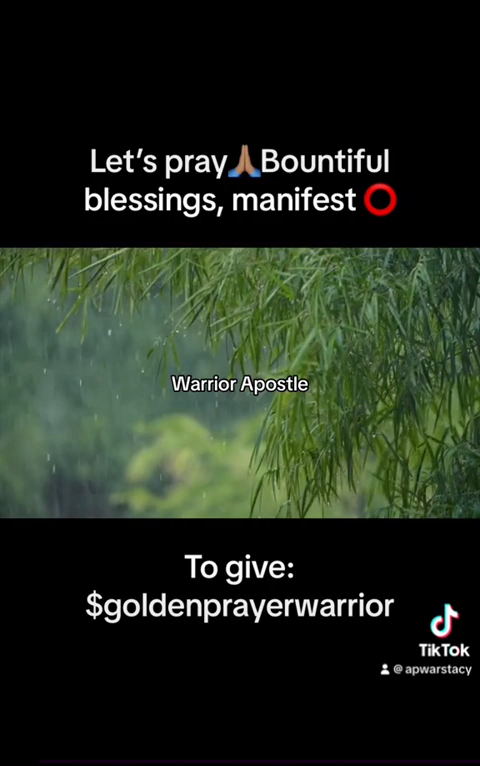 Let's pray🙏🏽Bountiful
blessings, manifest ⭕
Warrior Apostle
To give:
$goldenprayerwarrior
TikTok
@apwarstacy